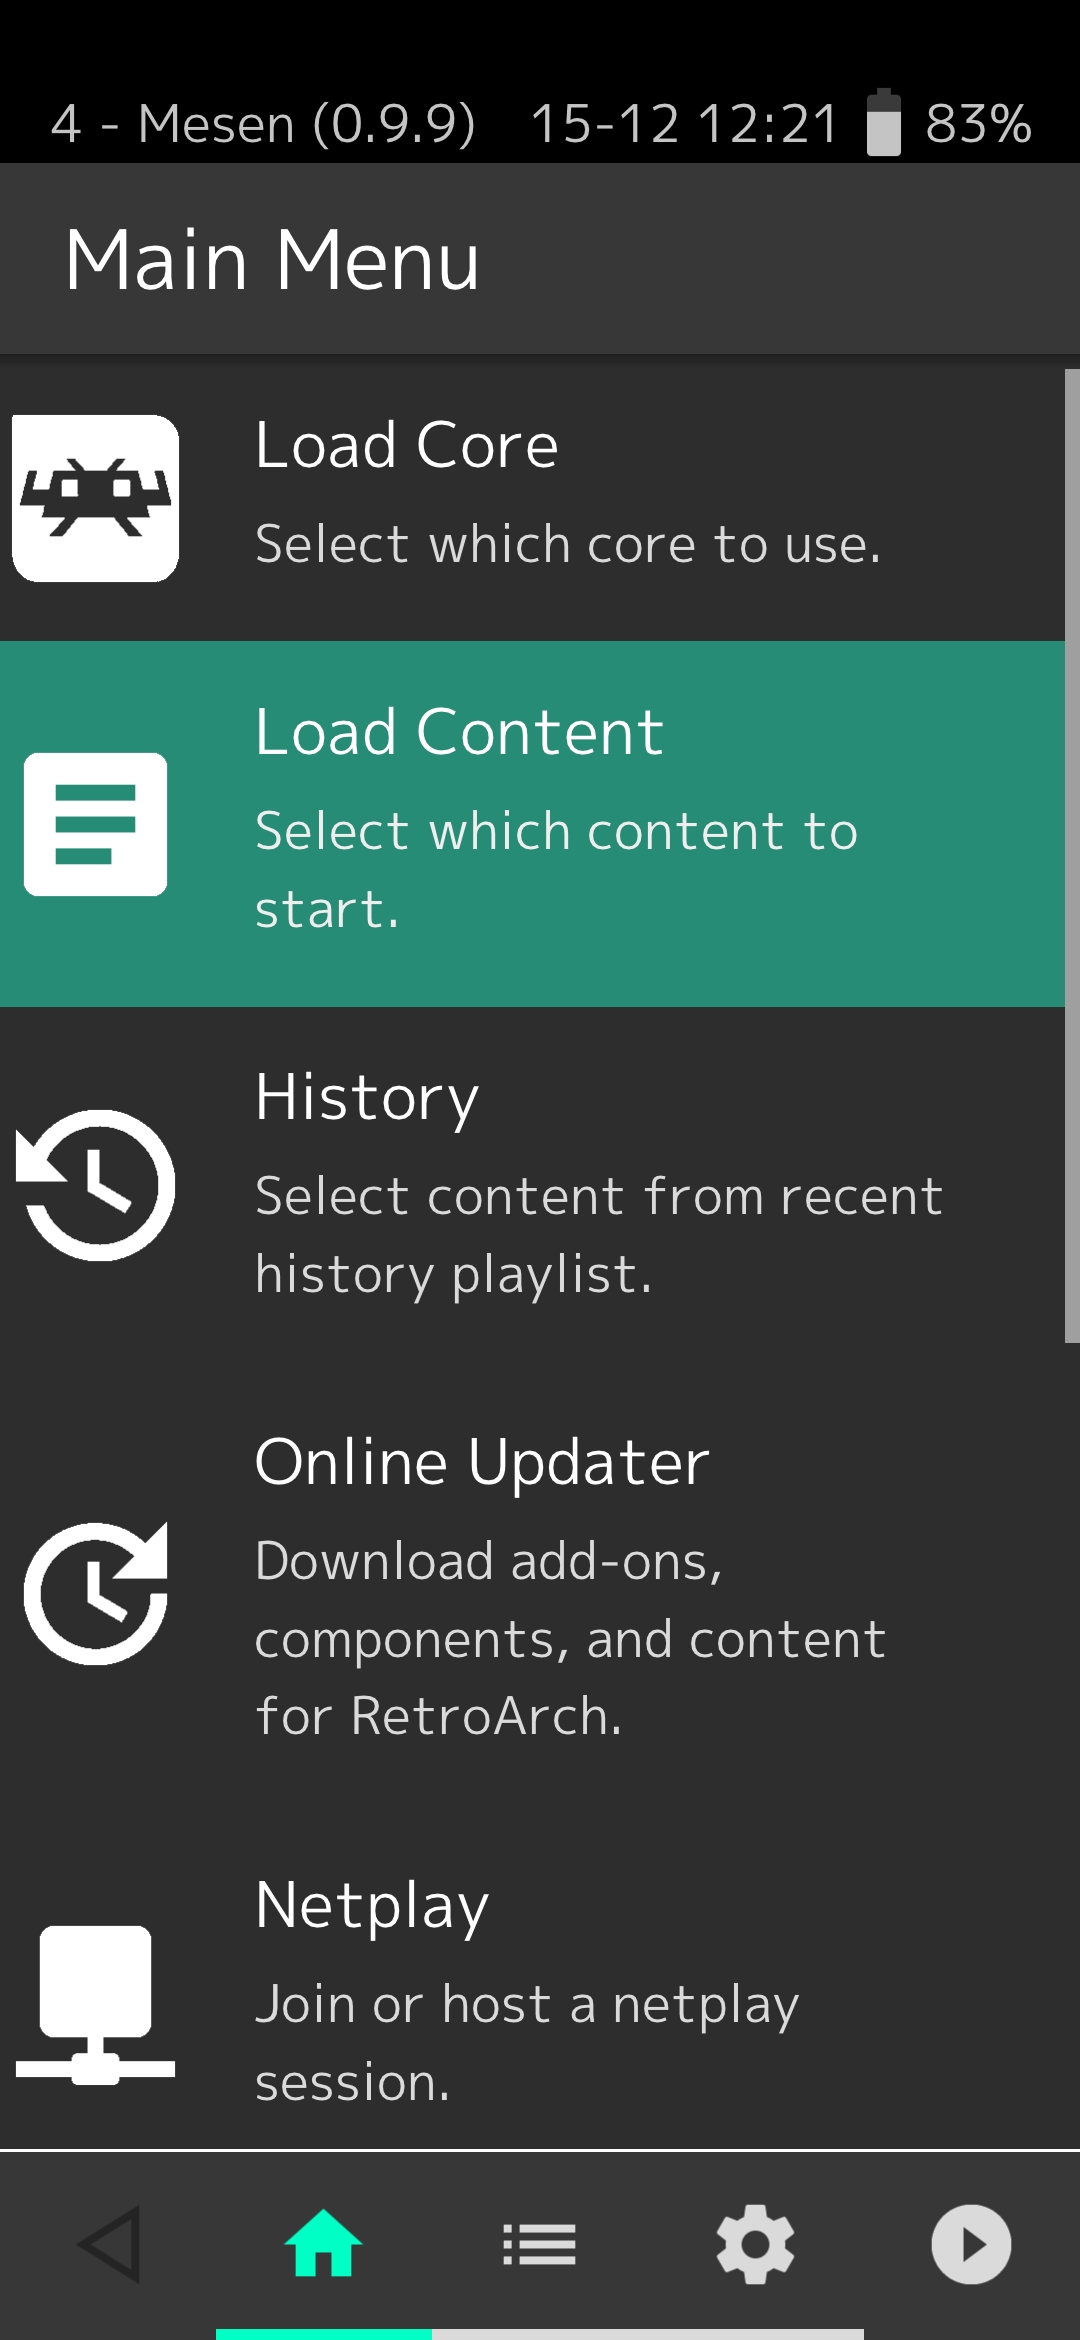 4 - Mesen (0.9.9) 15-12 12:21 83%
Main Menu
Load Core
Select which core to use.
Load Content
Select which content to
start.
History
Select content from recent
history playlist.
Online Updater
Download add-ons,
components, and content
for RetroArch.
Netplay
Join or host a netplay
session.